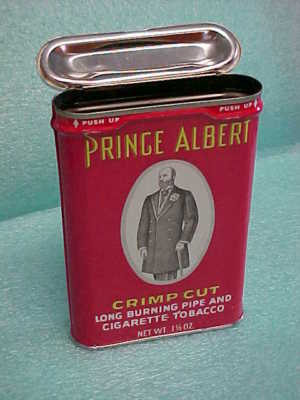 PUSH UP PUSH UP
PRINCE ALBERT
CRIMP CUT
LONG BURNING PIPE AND
CIGARETTE TOBACCO
NET WT. 1½ OZ.